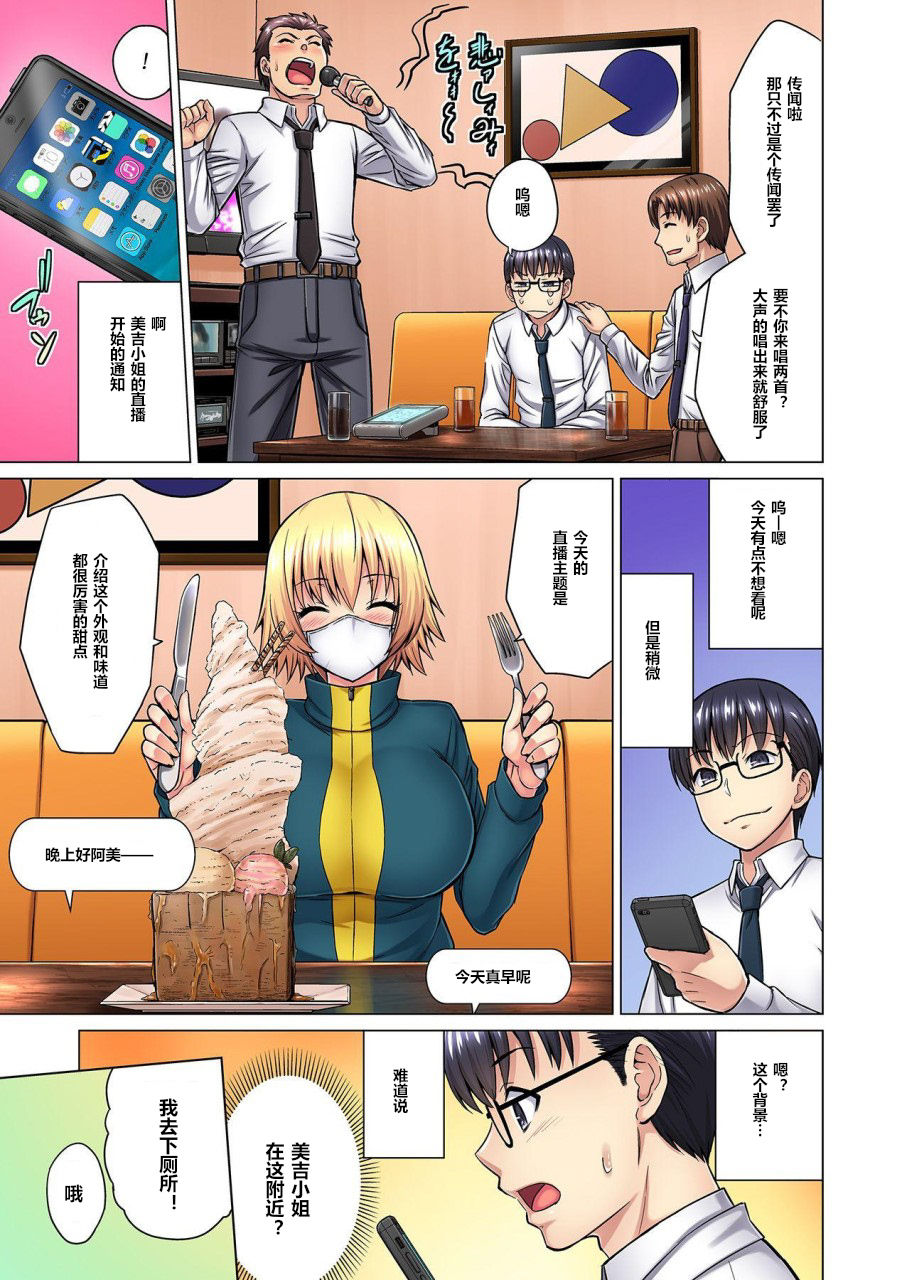 传闻啦
那只不过是个传闻罢了
要不你来唱两首？
大声的唱出来就舒服了
呜嗯
悲しみ
！
啊
美吉小姐的直播
开始的通知
呜—嗯
今天有点不想看呢
但是稍微
今天的
直播主题是
介绍这个外观和味道
都很厉害的甜点
晚上好阿美——
今天真早呢
嗯？
这个背景…
难道说
美吉小姐
在这附近？
我去下厕所！
哦